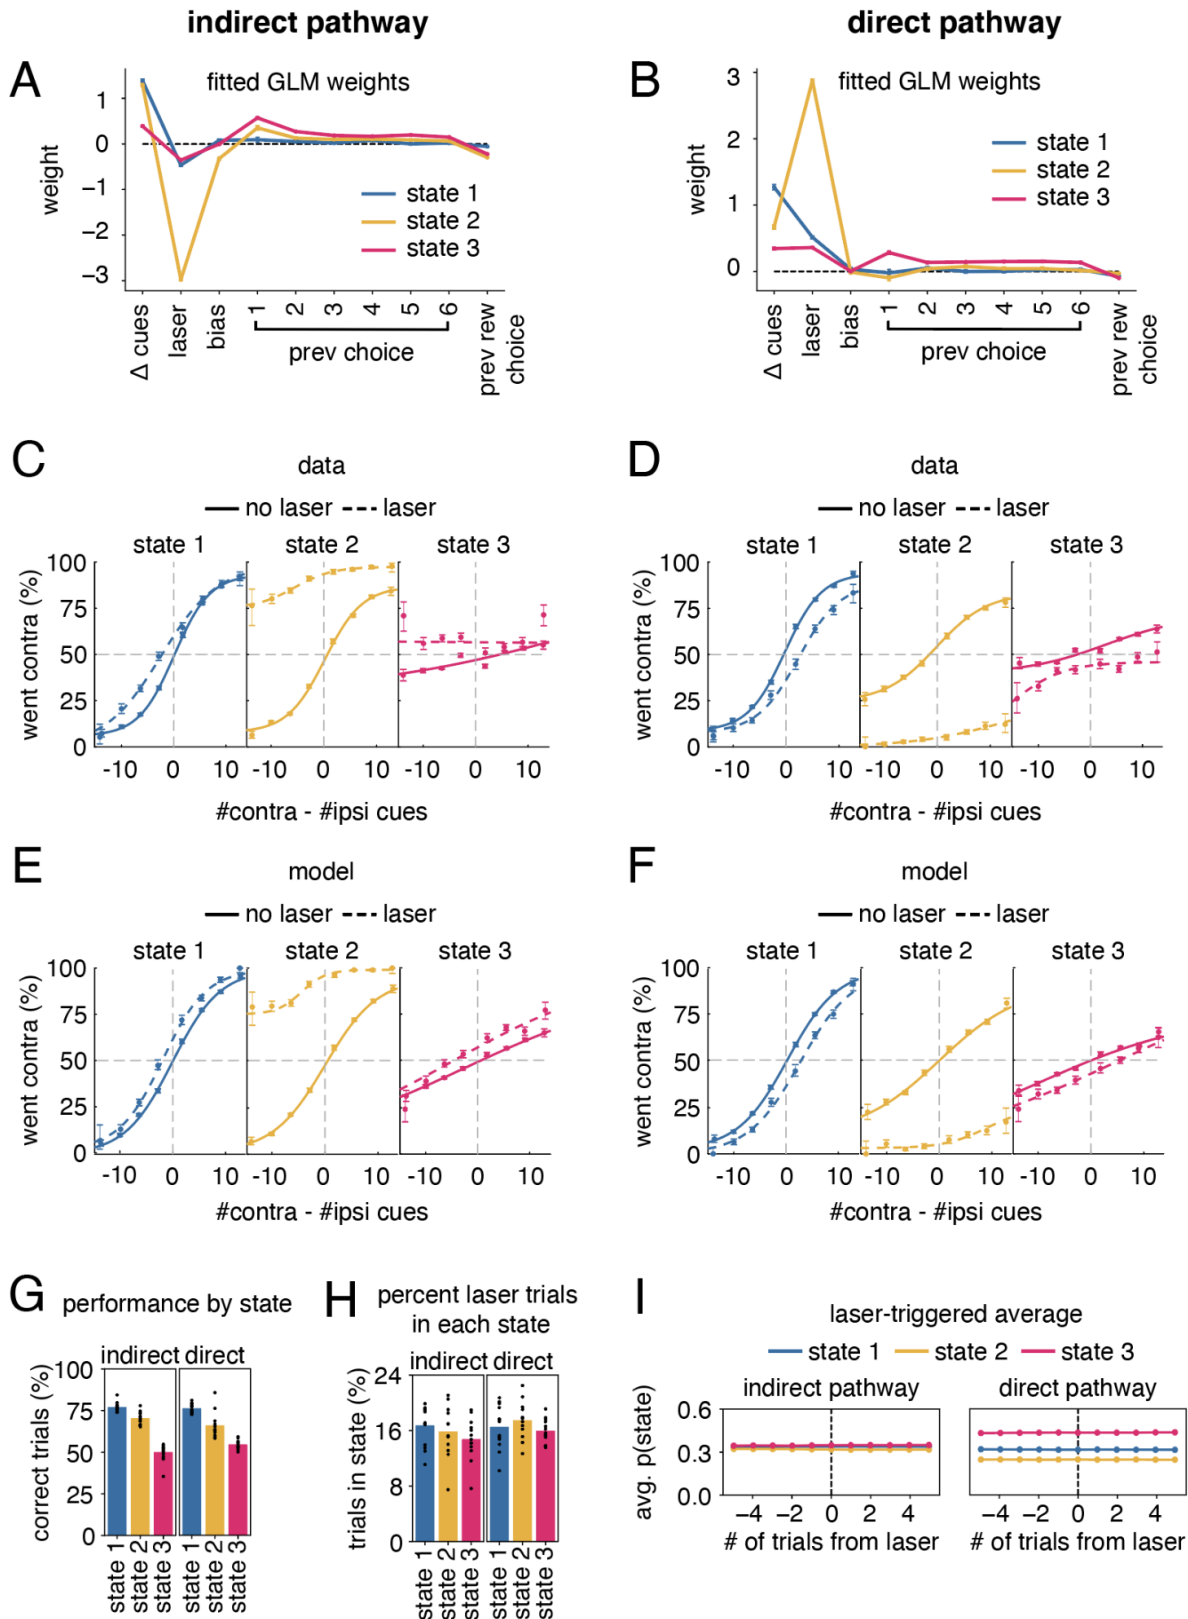 indirect pathway
direct pathway
A
fitted GLM weights
weight
1
0
−1
−2
−3
state 1
state 2
state 3
Δ cues
laser
bias
1
2
3
4
5
6
prev choice
prev rew
choice
B
fitted GLM weights
weight
3
2
1
0
state 1
state 2
state 3
Δ cues
laser
bias
1
2
3
4
5
6
prev choice
prev rew
choice
C
data
no laser
laser
state 1
state 2
state 3
went contra (%)
100
75
50
25
0
-10 0 10
-10 0 10
-10 0 10
#contra - #ipsi cues
D
data
no laser
laser
state 1
state 2
state 3
went contra (%)
100
75
50
25
0
-10 0 10
-10 0 10
-10 0 10
#contra - #ipsi cues
E
model
no laser
laser
state 1
state 2
state 3
went contra (%)
100
75
50
25
0
-10 0 10
-10 0 10
-10 0 10
#contra - #ipsi cues
F
model
no laser
laser
state 1
state 2
state 3
went contra (%)
100
75
50
25
0
-10 0 10
-10 0 10
-10 0 10
#contra - #ipsi cues
G
performance by state
indirect direct
correct trials (%)
100
75
50
25
0
state 1
state 2
state 3
state 1
state 2
state 3
H
percent laser trials
in each state
indirect direct
trials in state (%)
24
16
8
0
state 1
state 2
state 3
state 1
state 2
state 3
I
laser-triggered average
state 1
state 2
state 3
indirect pathway
direct pathway
avg. p(state)
0.6
0.3
0.0
−4 −2 0 2 4
−4 −2 0 2 4
# of trials from laser
# of trials from laser